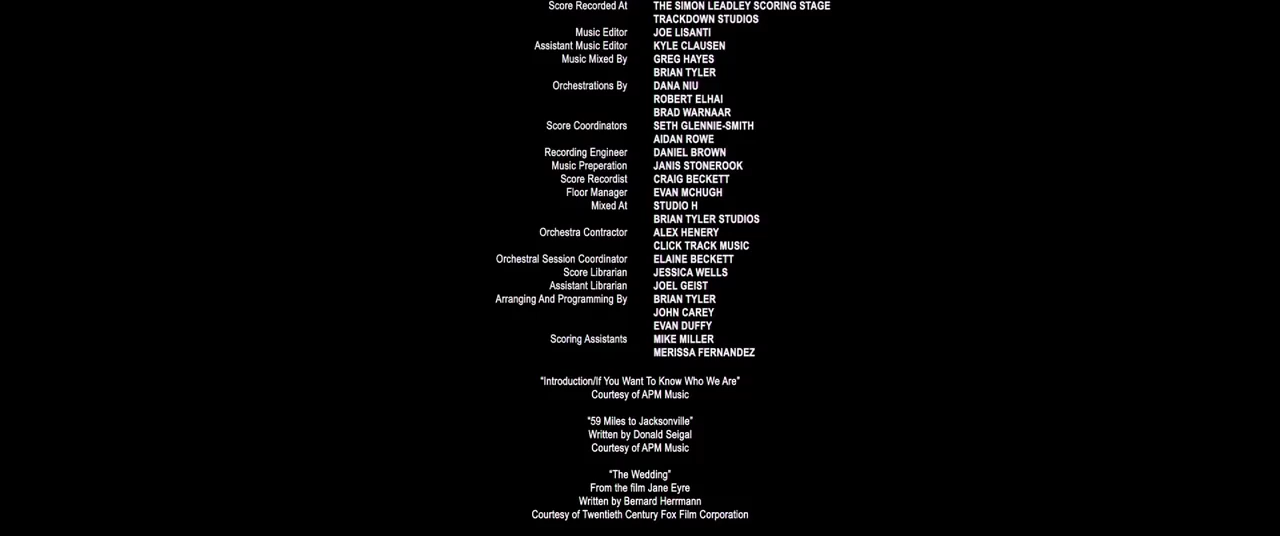 Score Recorded At THE SIMON LEADLEY SCORING STAGE
TRACKDOWN STUDIOS
Music Editor JOE LISANTI
Assistant Music Editor KYLE CLAUSEN
Music Mixed By GREG HAYES
BRIAN TYLER
Orchestrations By DANA NIU
ROBERT ELHAI
BRAD WARNAAR
Score Coordinators SETH GLENNIE-SMITH
AIDAN ROWE
Recording Engineer DANIEL BROWN
Music Preperation JANIS STONEROOK
Score Recordist CRAIG BECKETT
Floor Manager EVAN MCHUGH
Mixed At STUDIO H
BRIAN TYLER STUDIOS
Orchestra Contractor ALEX HENERY
CLICK TRACK MUSIC
Orchestral Session Coordinator ELAINE BECKETT
Score Librarian JESSICA WELLS
Assistant Librarian JOEL GEIST
Arranging And Programming By BRIAN TYLER
JOHN CAREY
EVAN DUFFY
Scoring Assistants MIKE MILLER
MERISSA FERNANDEZ
“Introduction/If You Want To Know Who We Are”
Courtesy of APM Music
“59 Miles to Jacksonville”
Written by Donald Seigal
Courtesy of APM Music
“The Wedding”
From the film Jane Eyre
Written by Bernard Herrmann
Courtesy of Twentieth Century Fox Film Corporation